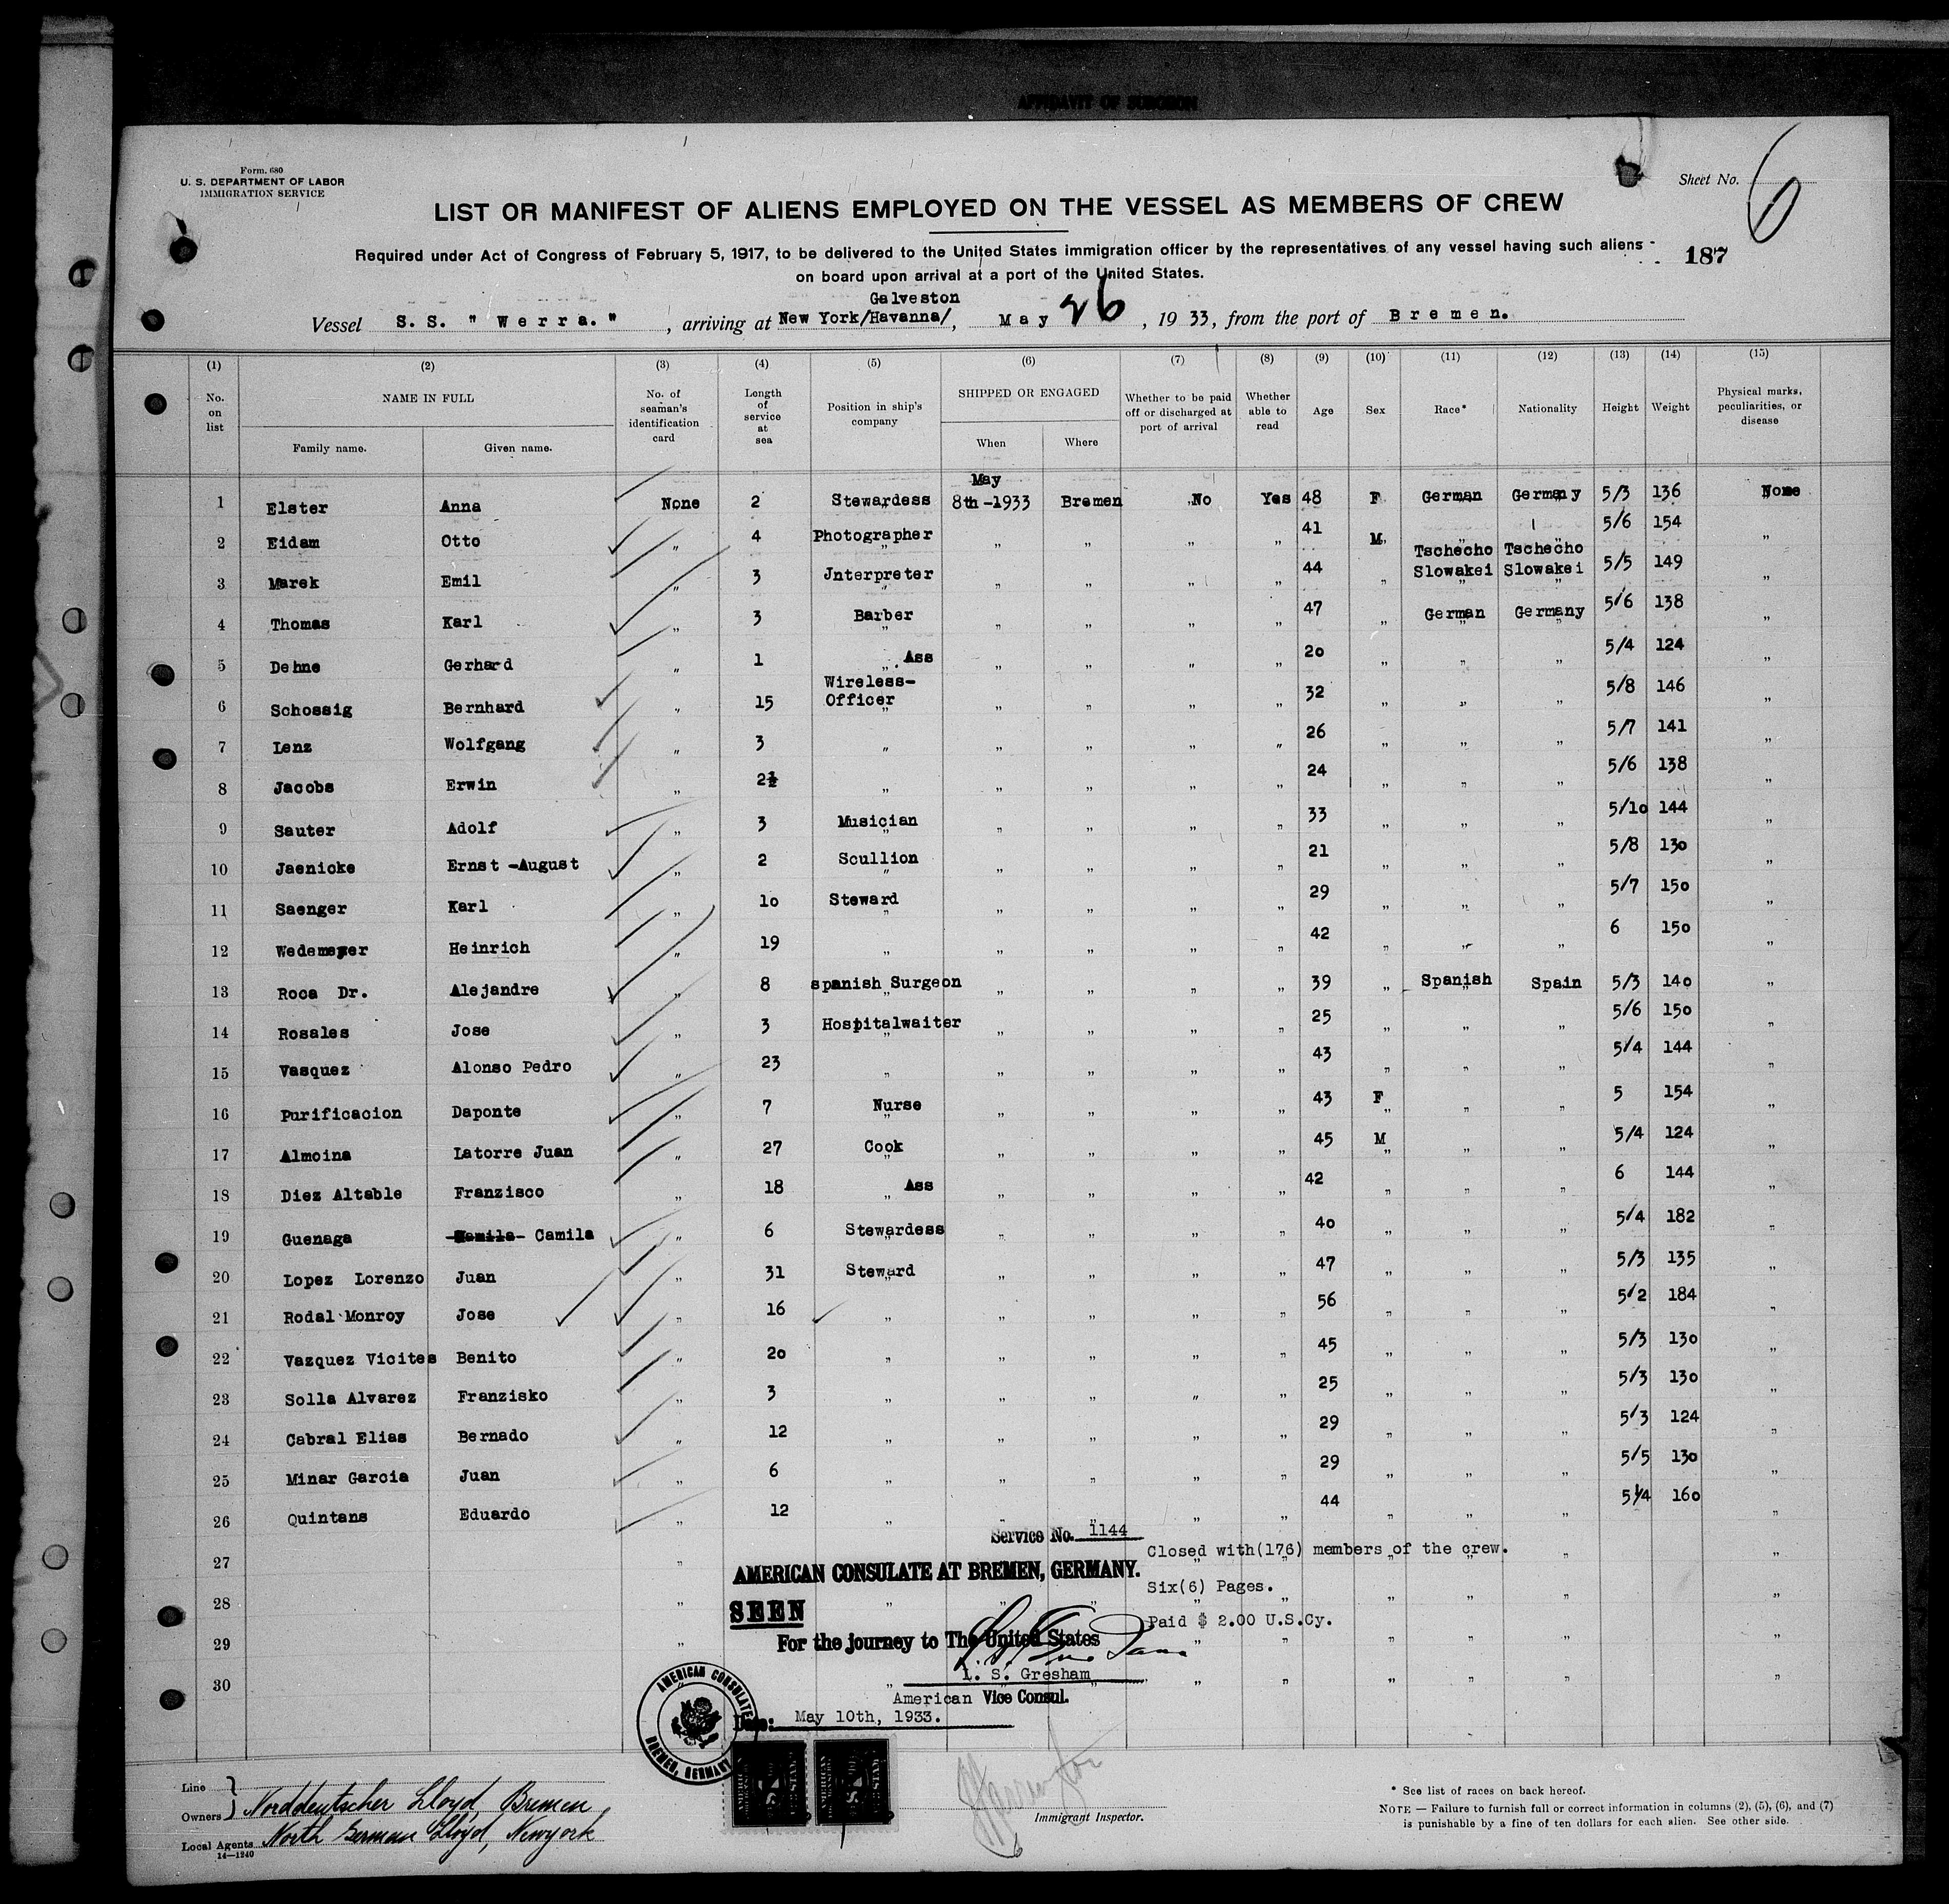 AFFIDAVIT OF SURGEON
Form. 680
U. S. DEPARTMENT OF LABOR
IMMIGRATION SERVICE
Sheet No. 6
LIST OR MANIFEST OF ALIENS EMPLOYED ON THE VESSEL AS MEMBERS OF CREW
Required under Act of Congress of February 5, 1917, to be delivered to the United States immigration officer by the representatives of any vessel having such aliens
on board upon arrival at a port of the United States.
187
Galveston
Vessel S.S. " Werra. " , arriving at New York/Havanna/, May 26 , 19 33, from the port of Bremen.
(1) (2) (3) (4) (5) (6) (7) (8) (9) (10) (11) (12) (13) (14) (15)
No. on list NAME IN FULL Family name. Given name. No. of seaman's identification card Length of service at sea Position in ship's company SHIPPED OR ENGAGED When Where Whether to be paid off or discharged at port of arrival Whether able to read Age Sex Race* Nationality Height Weight Physical marks, peculiarities, or disease
1 Elster Anna None 2 Stewardess May 8th-1933 Bremen No Yes 48 F German Germany 5/3 136 None
2 Eidam Otto „ 4 Photographer „ „ „ „ 41 M „ „ 5/6 154 „
3 Marek Emil „ 3 Jnterpreter „ „ „ „ 44 „ Tschecho Slowakei Tschecho Slowakei 5/5 149 „
4 Thomas Karl „ 3 Barber „ „ „ „ 47 „ German Germany 5/6 138 „
5 Dehne Gerhard „ 1 „ Ass „ „ „ „ 20 „ „ „ 5/4 124 „
6 Schossig Bernhard „ 15 Wireless-Officer „ „ „ „ 32 „ „ „ 5/8 146 „
7 Lenz Wolfgang „ 3 „ „ „ „ „ 26 „ „ „ 5/7 141 „
8 Jacobs Erwin „ 2½ „ „ „ „ „ 24 „ „ „ 5/6 138 „
9 Sauter Adolf „ 3 Musician „ „ „ „ 33 „ „ „ 5/10 144 „
10 Jaenicke Ernst -August „ 2 Scullion „ „ „ „ 21 „ „ „ 5/8 130 „
11 Saenger Karl „ 10 Steward „ „ „ „ 29 „ „ „ 5/7 150 „
12 Wedemeyer Heinrich „ 19 „ „ „ „ „ 42 „ „ „ 6 150 „
13 Roca Dr. Alejandre „ 8 spanish Surgeon „ „ „ „ 39 „ Spanish Spain 5/3 140 „
14 Rosales Jose „ 3 Hospitalwaiter „ „ „ „ 25 „ „ „ 5/6 150 „
15 Vasquez Alonso Pedro „ 23 „ „ „ „ „ 43 „ „ „ 5/4 144 „
16 Purificacion Daponte „ 7 Nurse „ „ „ „ 43 F „ „ 5 154 „
17 Almoina Latorre Juan „ 27 Cook „ „ „ „ 45 M „ „ 5/4 124 „
18 Diez Altable Franzisco „ 18 „ Ass „ „ „ „ 42 „ „ „ 6 144 „
19 Guenaga Camila „ 6 Stewardess „ „ „ „ 40 „ „ „ 5/4 182 „
20 Lopez Lorenzo Juan „ 31 Steward „ „ „ „ 47 „ „ „ 5/3 135 „
21 Rodal Monroy Jose „ 16 „ „ „ „ „ 56 „ „ „ 5/2 184 „
22 Vazquez Vicites Benito „ 20 „ „ „ „ „ 45 „ „ „ 5/3 130 „
23 Solla Alvarez Franzisko „ 3 „ „ „ „ „ 25 „ „ „ 5/3 130 „
24 Cabral Elias Bernado „ 12 „ „ „ „ „ 29 „ „ „ 5/3 124 „
25 Minar Garcia Juan „ 6 „ „ „ „ „ 29 „ „ „ 5/5 130 „
26 Quintans Eduardo „ 12 „ „ „ „ „ 44 „ „ „ 5/4 160 „
27
28
29
30
Service No. 1144
Closed with(176) members of the crew.
AMERICAN CONSULATE AT BREMEN, GERMANY.
Six(6) Pages.
SEEN
Paid $ 2.00 U.S.Cy.
For the journey to The United States
I. S. Gresham
American Vice Consul.
Date: May 10th, 1933.
AMERICAN CONSULATE
BREMEN, GERMANY
Line
Owners Norddeutscher Lloyd Bremen
Local Agents North German Lloyd, Newyork
14—1240
Immigrant Inspector.
* See list of races on back hereof.
NOTE — Failure to furnish full or correct information in columns (2), (5), (6), and (7)
is punishable by a fine of ten dollars for each alien. See other side.